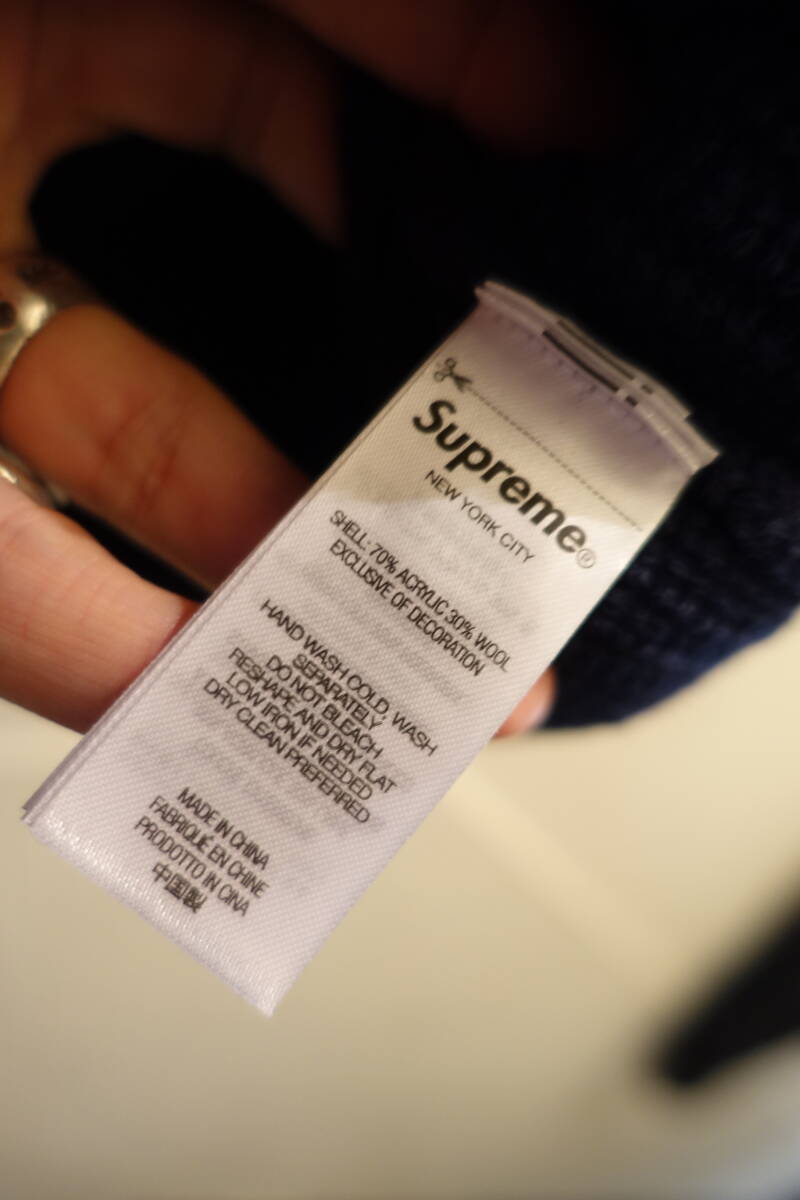 Supreme®
NEW YORK CITY
SHELL: 70% ACRYLIC 30% WOOL
EXCLUSIVE OF DECORATION
HAND WASH COLD, WASH
SEPARATELY
DO NOT BLEACH
RESHAPE AND DRY FLAT
LOW IRON IF NEEDED
DRY CLEAN PREFERRED
MADE IN CHINA
FABRIQUÉ EN CHINE
PRODOTTO IN CINA
中国製